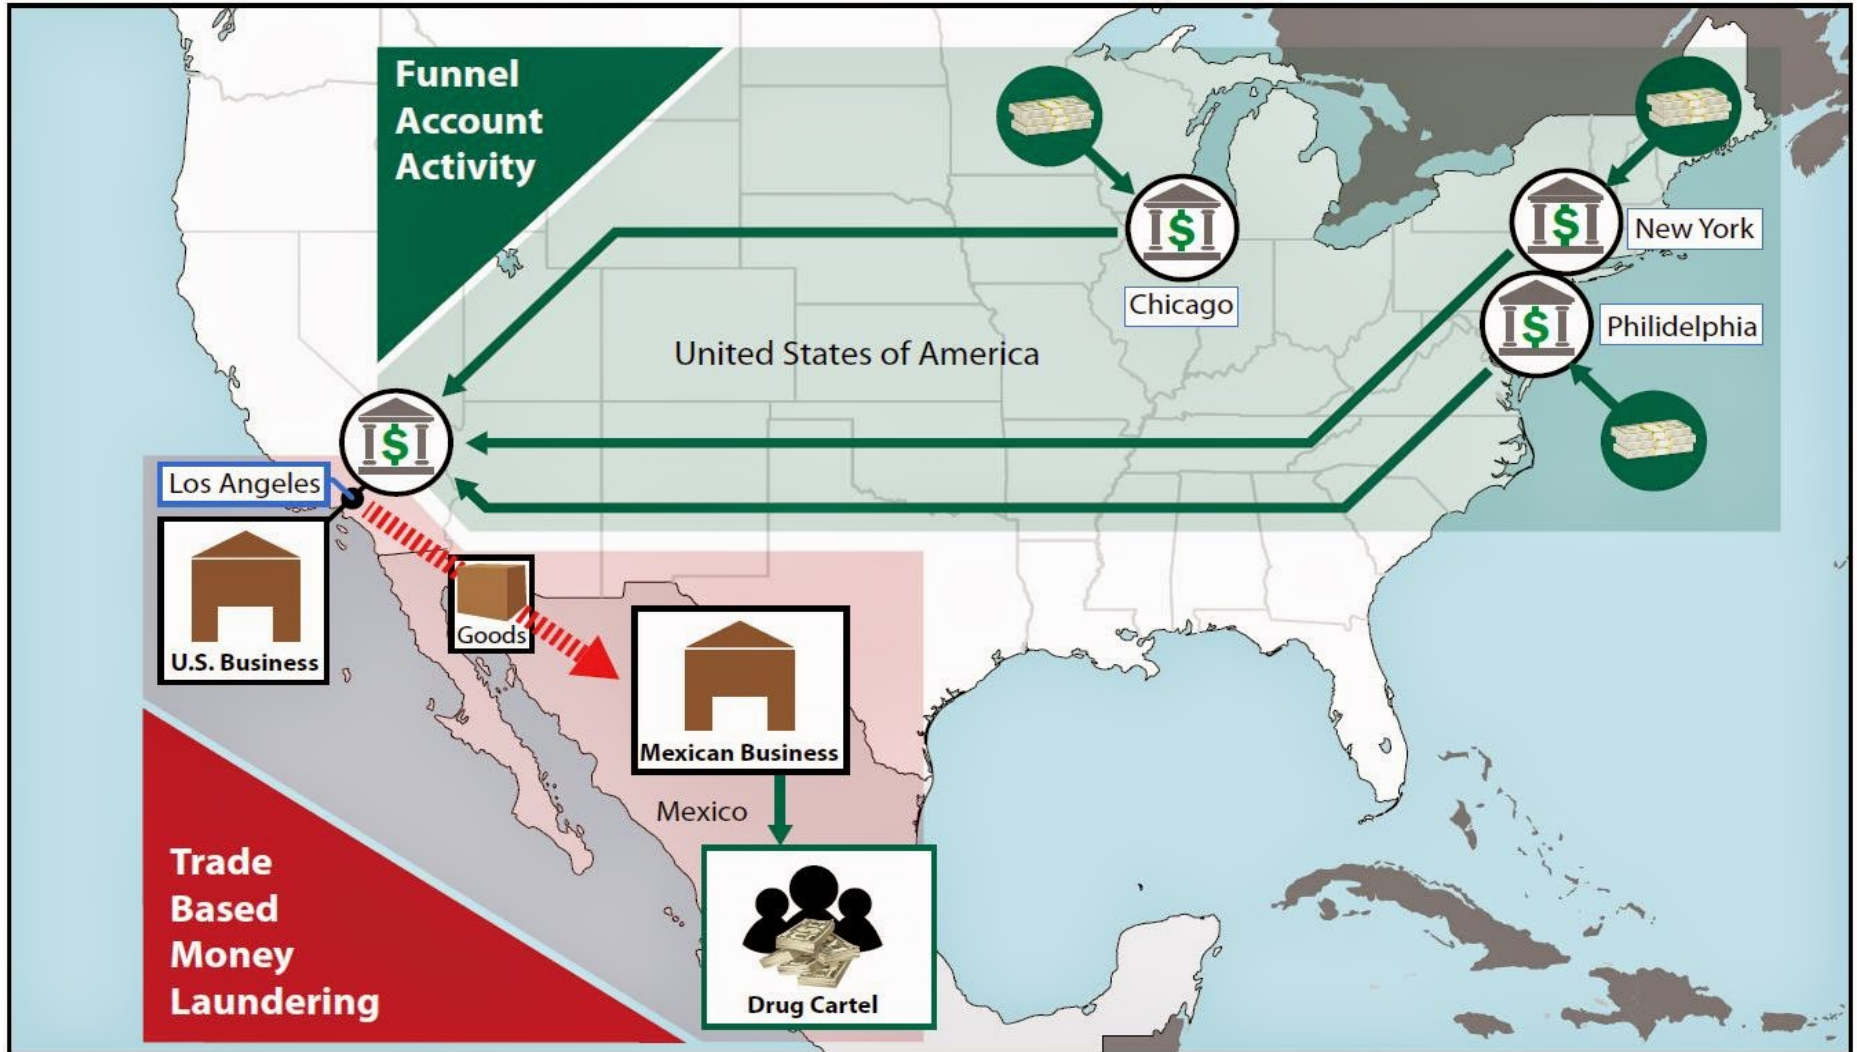 Funnel
Account
Activity
New York
Chicago
Philidelphia
United States of America
Los Angeles
U.S. Business
Goods
Mexican Business
Mexico
Trade
Based
Money
Laundering
Drug Cartel